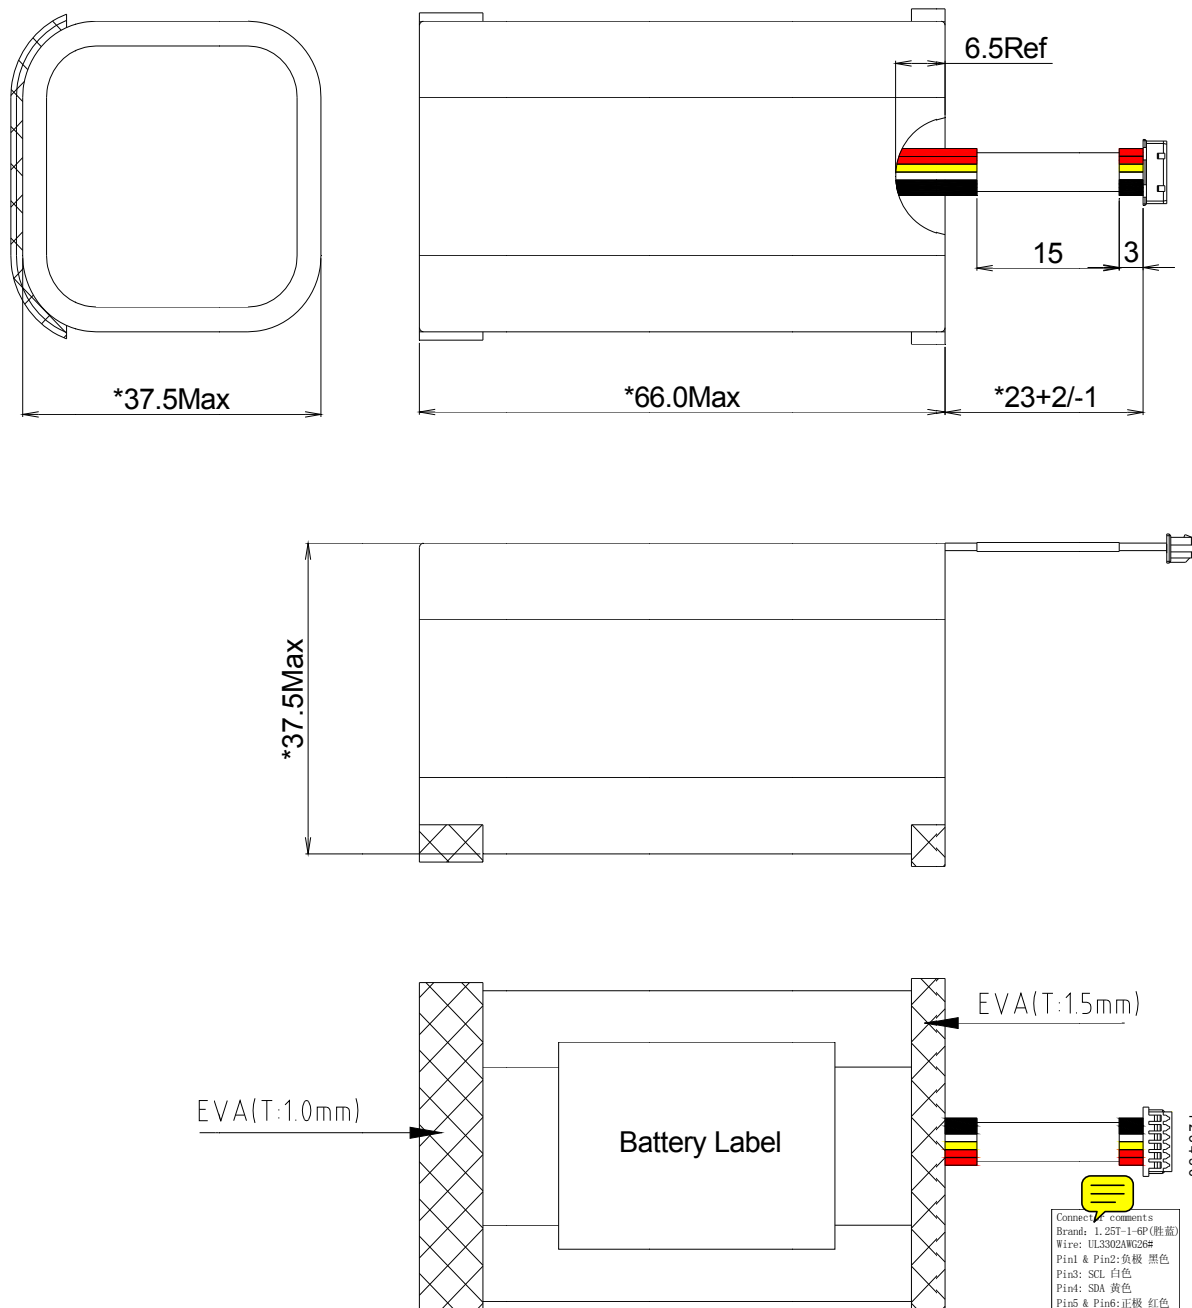 6.5Ref
15
3
*37.5Max
*66.0Max
*23+2/-1
*37.5Max
EVA(T:1.5mm)
EVA(T:1.0mm)
Battery Label
Connector comments
Brand: 1.25T-1-6P(胜蓝)
Wire: UL3302AWG26#
Pin1 & Pin2:负极 黑色
Pin3: SCL 白色
Pin4: SDA 黄色
Pin5 & Pin6:正极 红色